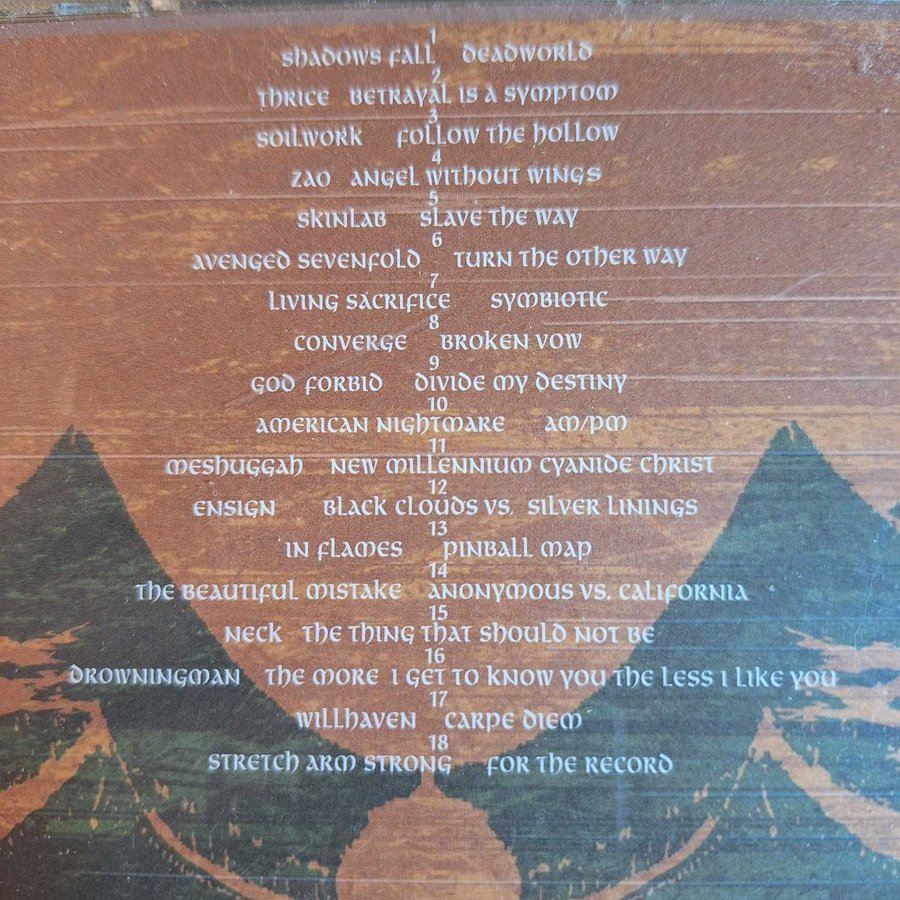 1
Shadows Fall Deadworld
2
Thrice Betrayal is a Symptom
3
Soilwork Follow the Hollow
4
Zao Angel Without Wings
5
Skinlab Slave the Way
6
Avenged Sevenfold Turn the Other Way
7
Living Sacrifice Symbiotic
8
Converge Broken Vow
9
God Forbid Divide My Destiny
10
American Nightmare AM/PM
11
Meshuggah New Millennium Cyanide Christ
12
Ensign Black Clouds vs. Silver Linings
13
In Flames Pinball Map
14
The Beautiful Mistake Anonymous vs. California
15
Neck The Thing That Should Not Be
16
Drowningman The More I Get to Know You the Less I Like You
17
Willhaven Carpe Diem
18
Stretch Arm Strong For the Record